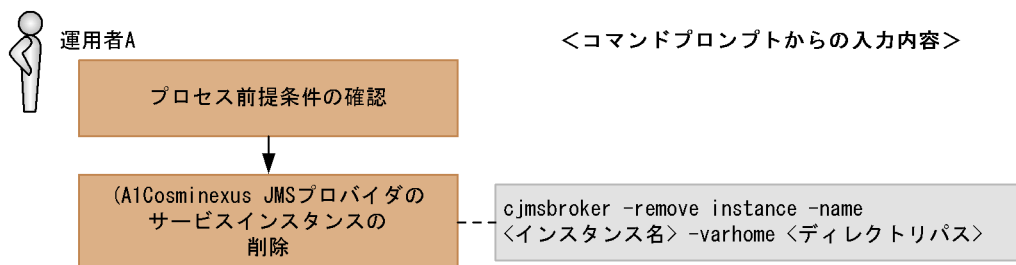 運用者A
<コマンドプロンプトからの入力内容>
プロセス前提条件の確認
(A1Cosminexus JMSプロバイダの
サービスインスタンスの
削除
cjmsbroker -remove instance -name
<インスタンス名> -varhome <ディレクトリパス>